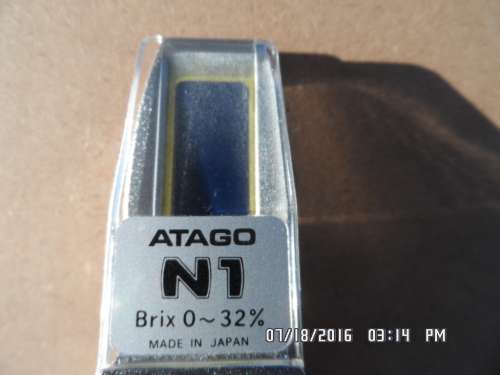 ATAGO
N1
Brix 0~32%
MADE IN JAPAN
07/18/2016 03:14 PM